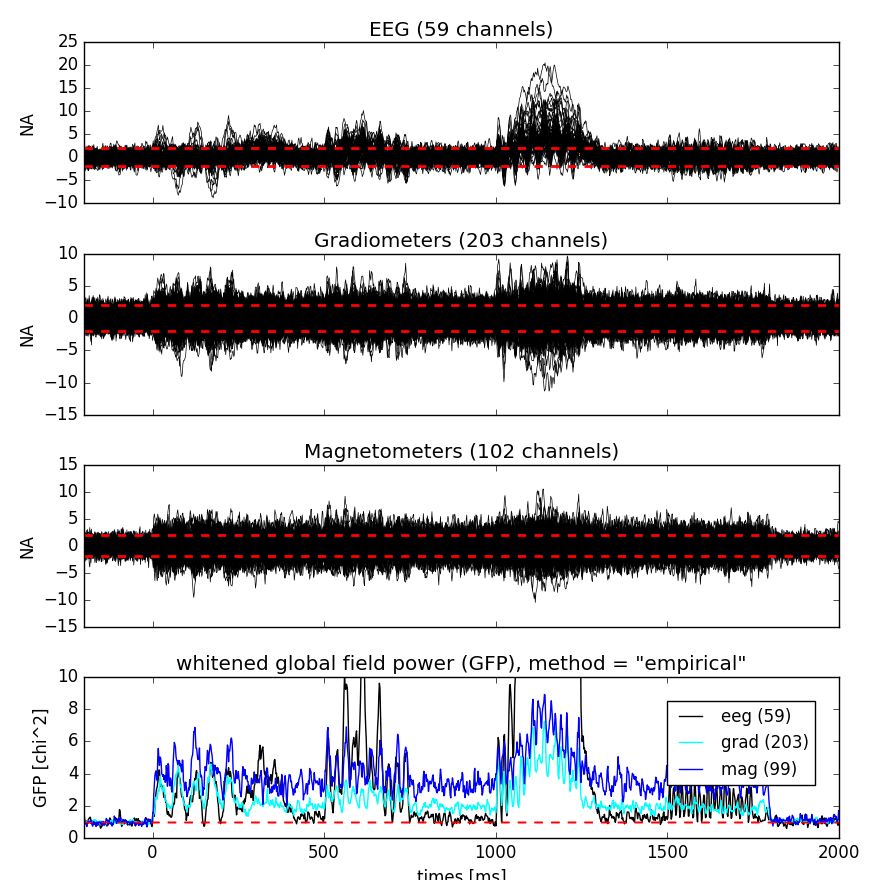 EEG (59 channels)
25
20
15
10
5
0
−5
−10
NA
Gradiometers (203 channels)
10
5
0
−5
−10
−15
NA
Magnetometers (102 channels)
15
10
5
0
−5
−10
−15
NA
whitened global field power (GFP), method = "empirical"
10
8
6
4
2
0
GFP [chi^2]
eeg (59)
grad (203)
mag (99)
0 500 1000 1500 2000
times [ms]